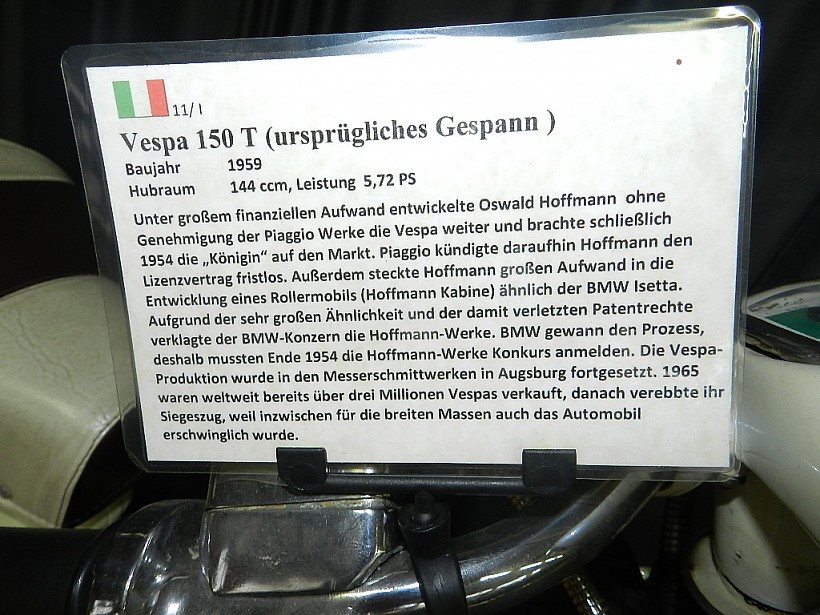 11/ I
Vespa 150 T (ursprügliches Gespann )
Baujahr 1959
Hubraum 144 ccm, Leistung 5,72 PS
Unter großem finanziellen Aufwand entwickelte Oswald Hoffmann ohne
Genehmigung der Piaggio Werke die Vespa weiter und brachte schließlich
1954 die „Königin“ auf den Markt. Piaggio kündigte daraufhin Hoffmann den
Lizenzvertrag fristlos. Außerdem steckte Hoffmann großen Aufwand in die
Entwicklung eines Rollermobils (Hoffmann Kabine) ähnlich der BMW Isetta.
Aufgrund der sehr großen Ähnlichkeit und der damit verletzten Patentrechte
verklagte der BMW-Konzern die Hoffmann-Werke. BMW gewann den Prozess,
deshalb mussten Ende 1954 die Hoffmann-Werke Konkurs anmelden. Die Vespa-
Produktion wurde in den Messerschmittwerken in Augsburg fortgesetzt. 1965
waren weltweit bereits über drei Millionen Vespas verkauft, danach verebbte ihr
Siegeszug, weil inzwischen für die breiten Massen auch das Automobil
erschwinglich wurde.